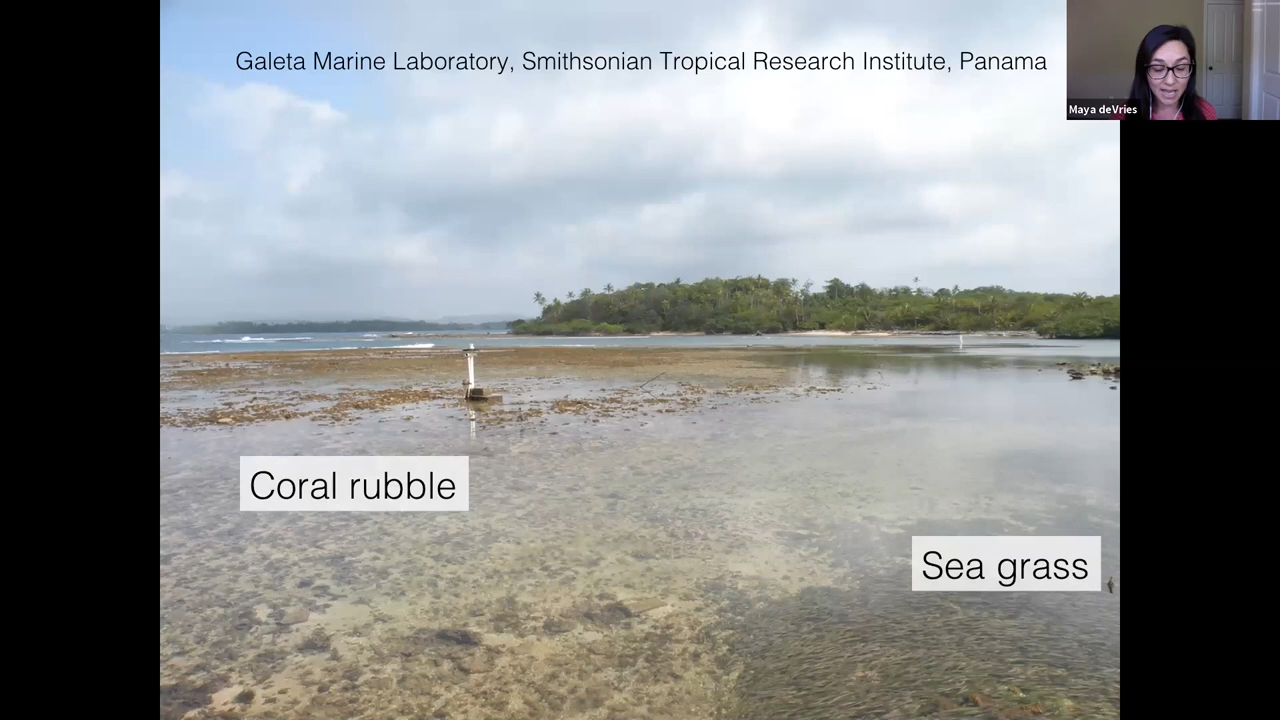 Galeta Marine Laboratory, Smithsonian Tropical Research Institute, Panama
Maya deVries
Coral rubble
Sea grass